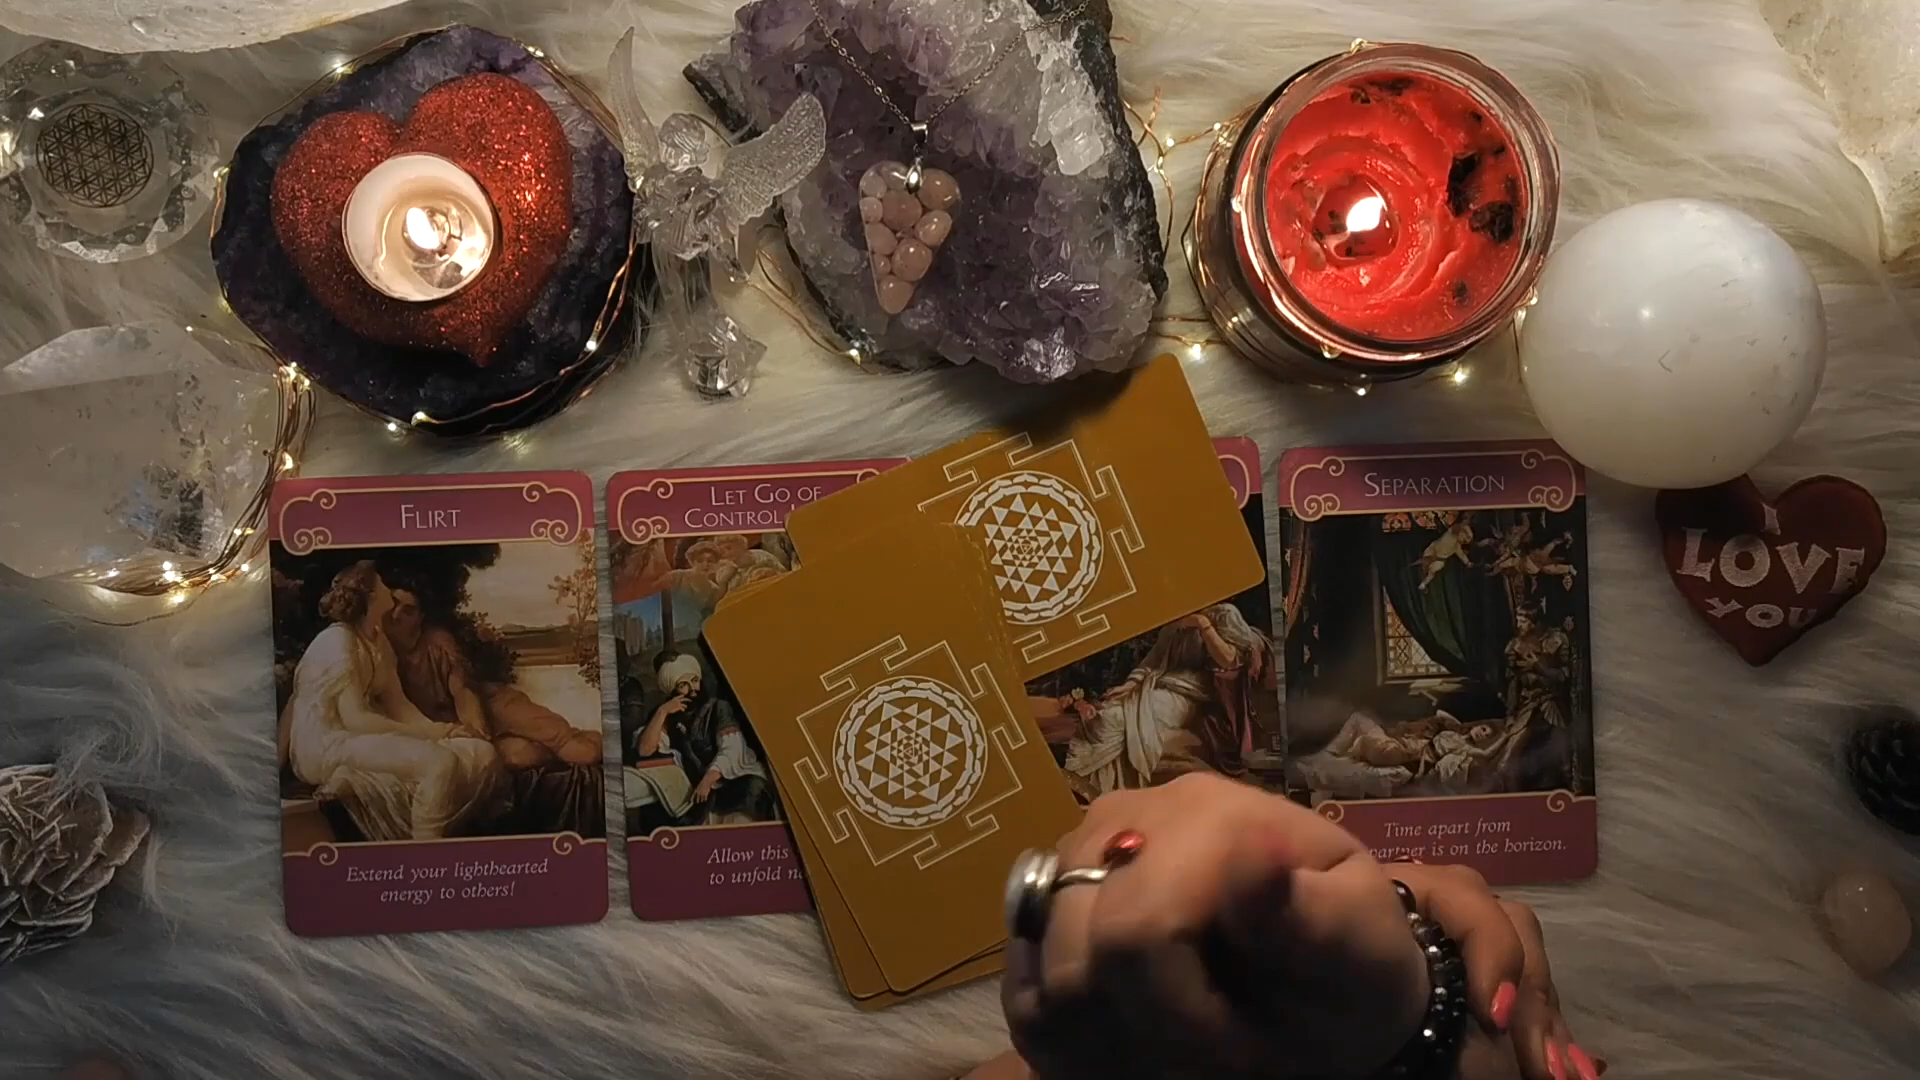 FLIRT
Extend your lighthearted
energy to others!
LET GO OF
CONTROL
Allow this
to unfold
SEPARATION
Time apart from
partner is on the horizon.
I
LOVE
YOU